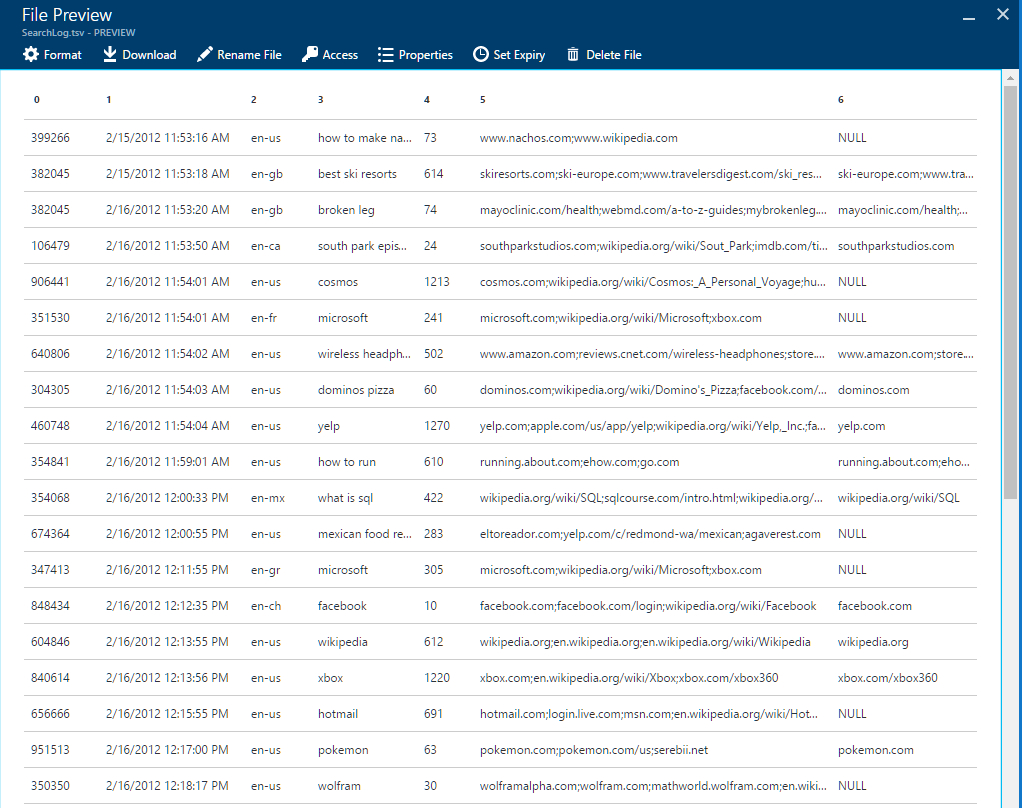 File Preview
SearchLog.tsv - PREVIEW
Format Download Rename File Access Properties Set Expiry Delete File
0 1 2 3 4 5 6
399266 2/15/2012 11:53:16 AM en-us how to make na... 73 www.nachos.com;www.wikipedia.com NULL
382045 2/15/2012 11:53:18 AM en-gb best ski resorts 614 skiresorts.com;ski-europe.com;www.travelersdigest.com/ski_res... ski-europe.com;www.tra...
382045 2/16/2012 11:53:20 AM en-gb broken leg 74 mayoclinic.com/health;webmd.com/a-to-z-guides;mybrokenleg.... mayoclinic.com/health;...
106479 2/16/2012 11:53:50 AM en-ca south park epis... 24 southparkstudios.com;wikipedia.org/wiki/Sout_Park;imdb.com/ti... southparkstudios.com
906441 2/16/2012 11:54:01 AM en-us cosmos 1213 cosmos.com;wikipedia.org/wiki/Cosmos:_A_Personal_Voyage;hu... NULL
351530 2/16/2012 11:54:01 AM en-fr microsoft 241 microsoft.com;wikipedia.org/wiki/Microsoft;xbox.com NULL
640806 2/16/2012 11:54:02 AM en-us wireless headph... 502 www.amazon.com;reviews.cnet.com/wireless-headphones;store.... www.amazon.com;store....
304305 2/16/2012 11:54:03 AM en-us dominos pizza 60 dominos.com;wikipedia.org/wiki/Domino's_Pizza;facebook.com/... dominos.com
460748 2/16/2012 11:54:04 AM en-us yelp 1270 yelp.com;apple.com/us/app/yelp;wikipedia.org/wiki/Yelp,_Inc.;fa... yelp.com
354841 2/16/2012 11:59:01 AM en-us how to run 610 running.about.com;ehow.com;go.com running.about.com;eho...
354068 2/16/2012 12:00:33 PM en-mx what is sql 422 wikipedia.org/wiki/SQL;sqlcourse.com/intro.html;wikipedia.org/... wikipedia.org/wiki/SQL
674364 2/16/2012 12:00:55 PM en-us mexican food re... 283 eltoreador.com;yelp.com/c/redmond-wa/mexican;agaverest.com NULL
347413 2/16/2012 12:11:55 PM en-gr microsoft 305 microsoft.com;wikipedia.org/wiki/Microsoft;xbox.com NULL
848434 2/16/2012 12:12:35 PM en-ch facebook 10 facebook.com;facebook.com/login;wikipedia.org/wiki/Facebook facebook.com
604846 2/16/2012 12:13:55 PM en-us wikipedia 612 wikipedia.org;en.wikipedia.org;en.wikipedia.org/wiki/Wikipedia wikipedia.org
840614 2/16/2012 12:13:56 PM en-us xbox 1220 xbox.com;en.wikipedia.org/wiki/Xbox;xbox.com/xbox360 xbox.com/xbox360
656666 2/16/2012 12:15:55 PM en-us hotmail 691 hotmail.com;login.live.com;msn.com;en.wikipedia.org/wiki/Hot... NULL
951513 2/16/2012 12:17:00 PM en-us pokemon 63 pokemon.com;pokemon.com/us;serebii.net pokemon.com
350350 2/16/2012 12:18:17 PM en-us wolfram 30 wolframalpha.com;wolfram.com;mathworld.wolfram.com;en.wiki... NULL